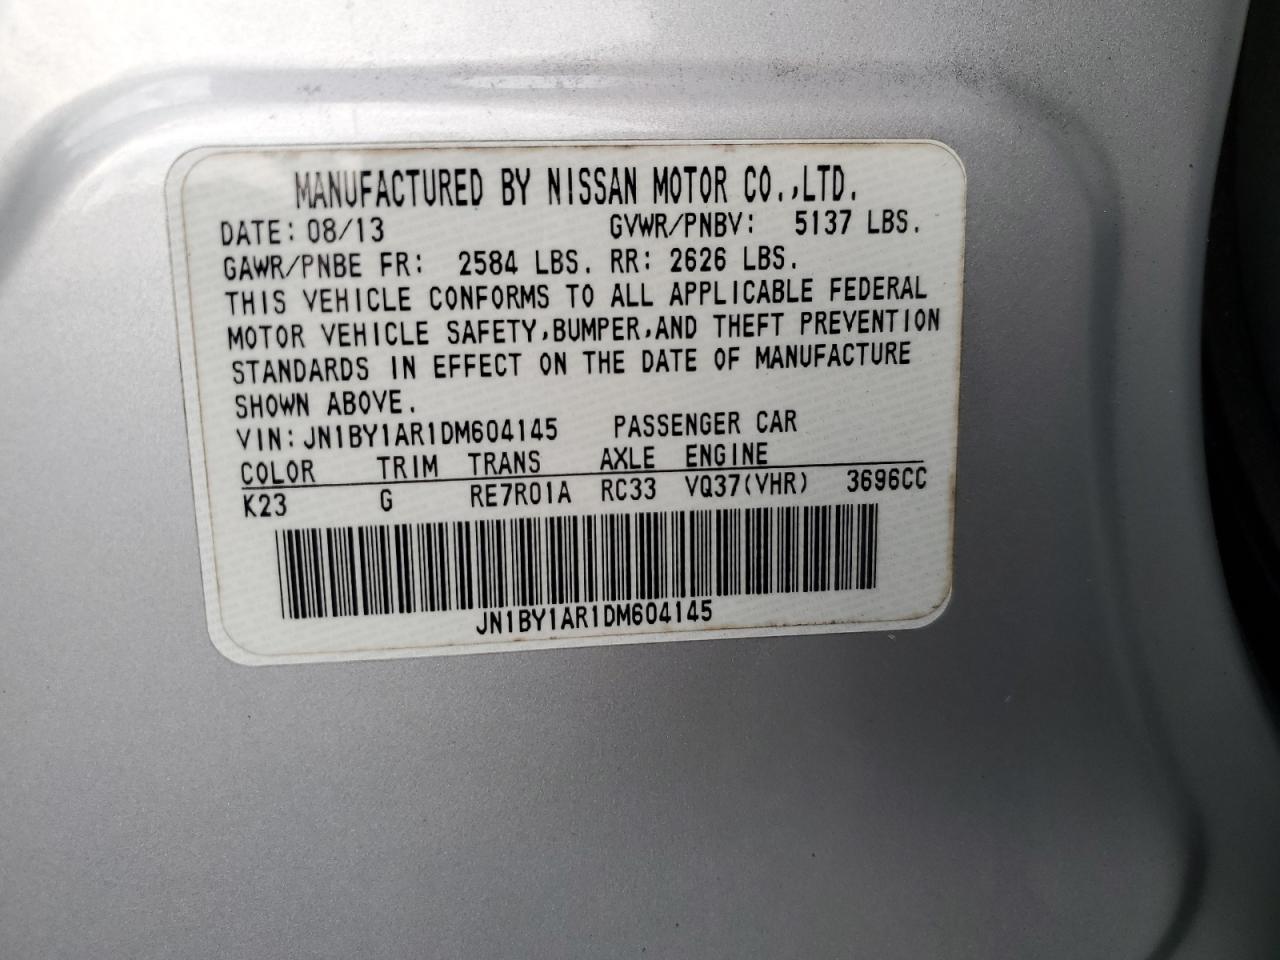 MANUFACTURED BY NISSAN MOTOR CO.,LTD.
DATE: 08/13 GVWR/PNBV: 5137 LBS.
GAWR/PNBE FR: 2584 LBS. RR: 2626 LBS.
THIS VEHICLE CONFORMS TO ALL APPLICABLE FEDERAL
MOTOR VEHICLE SAFETY,BUMPER,AND THEFT PREVENTION
STANDARDS IN EFFECT ON THE DATE OF MANUFACTURE
SHOWN ABOVE.
VIN: JN1BY1AR1DM604145 PASSENGER CAR
COLOR TRIM TRANS AXLE ENGINE
K23 G RE7R01A RC33 VQ37(VHR) 3696CC
JN1BY1AR1DM604145